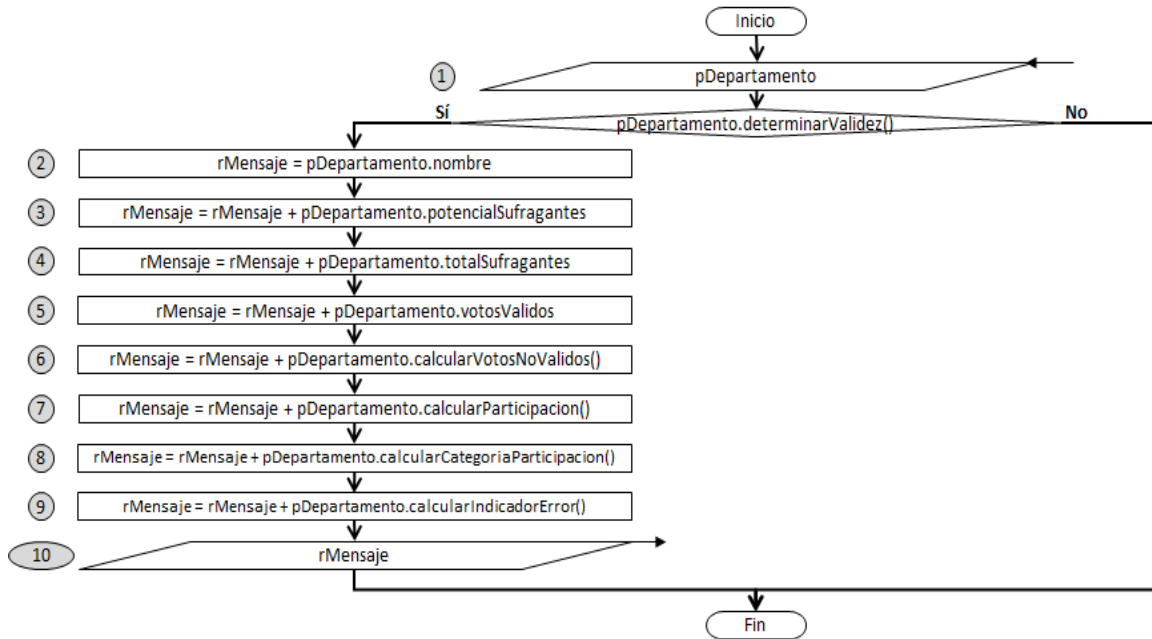 Inicio
1
pDepartamento
Sí
pDepartamento.determinarValidez()
No
2
rMensaje = pDepartamento.nombre
3
rMensaje = rMensaje + pDepartamento.potencialSufragantes
4
rMensaje = rMensaje + pDepartamento.totalSufragantes
5
rMensaje = rMensaje + pDepartamento.votosValidos
6
rMensaje = rMensaje + pDepartamento.calcularVotosNoValidos()
7
rMensaje = rMensaje + pDepartamento.calcularParticipacion()
8
rMensaje = rMensaje + pDepartamento.calcularCategoriaParticipacion()
9
rMensaje = rMensaje + pDepartamento.calcularIndicadorError()
10
rMensaje
Fin